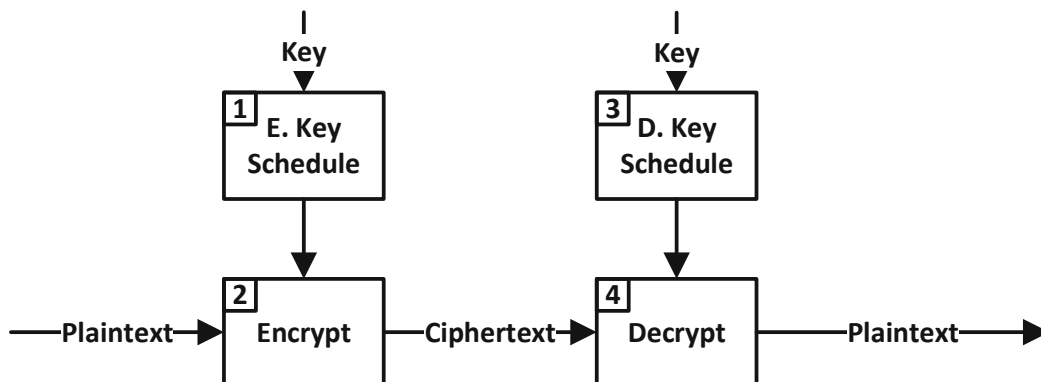 Key
Key
1
E. Key
Schedule
3
D. Key
Schedule
2
4
Plaintext
Encrypt
Ciphertext
Decrypt
Plaintext